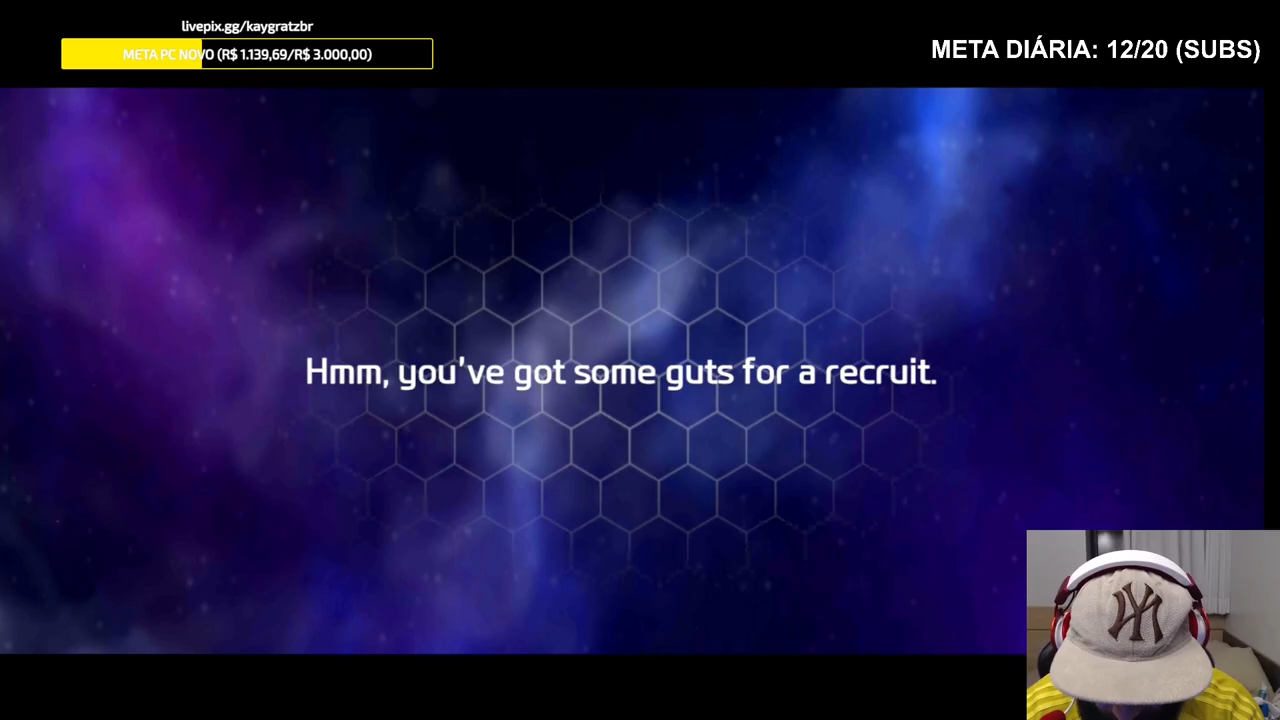 livepix.gg/kaygratzbr
META PC NOVO (R$ 1.139,69/R$ 3.000,00)
META DIÁRIA: 12/20 (SUBS)
Hmm, you've got some guts for a recruit.
NY